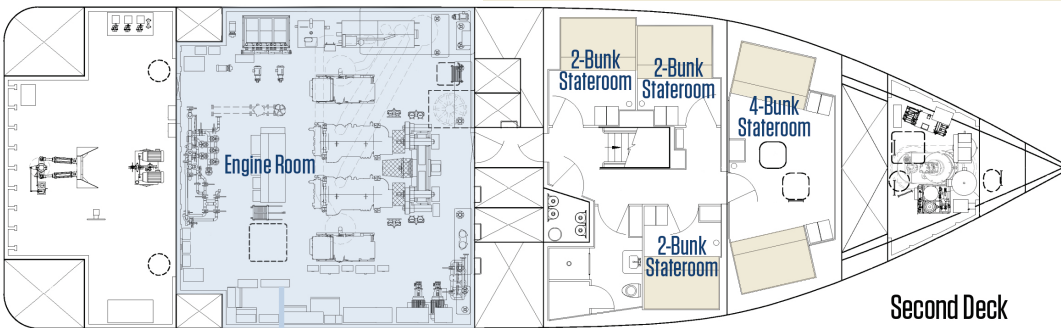 2-Bunk
Stateroom
2-Bunk
Stateroom
4-Bunk
Stateroom
Engine Room
2-Bunk
Stateroom
Second Deck